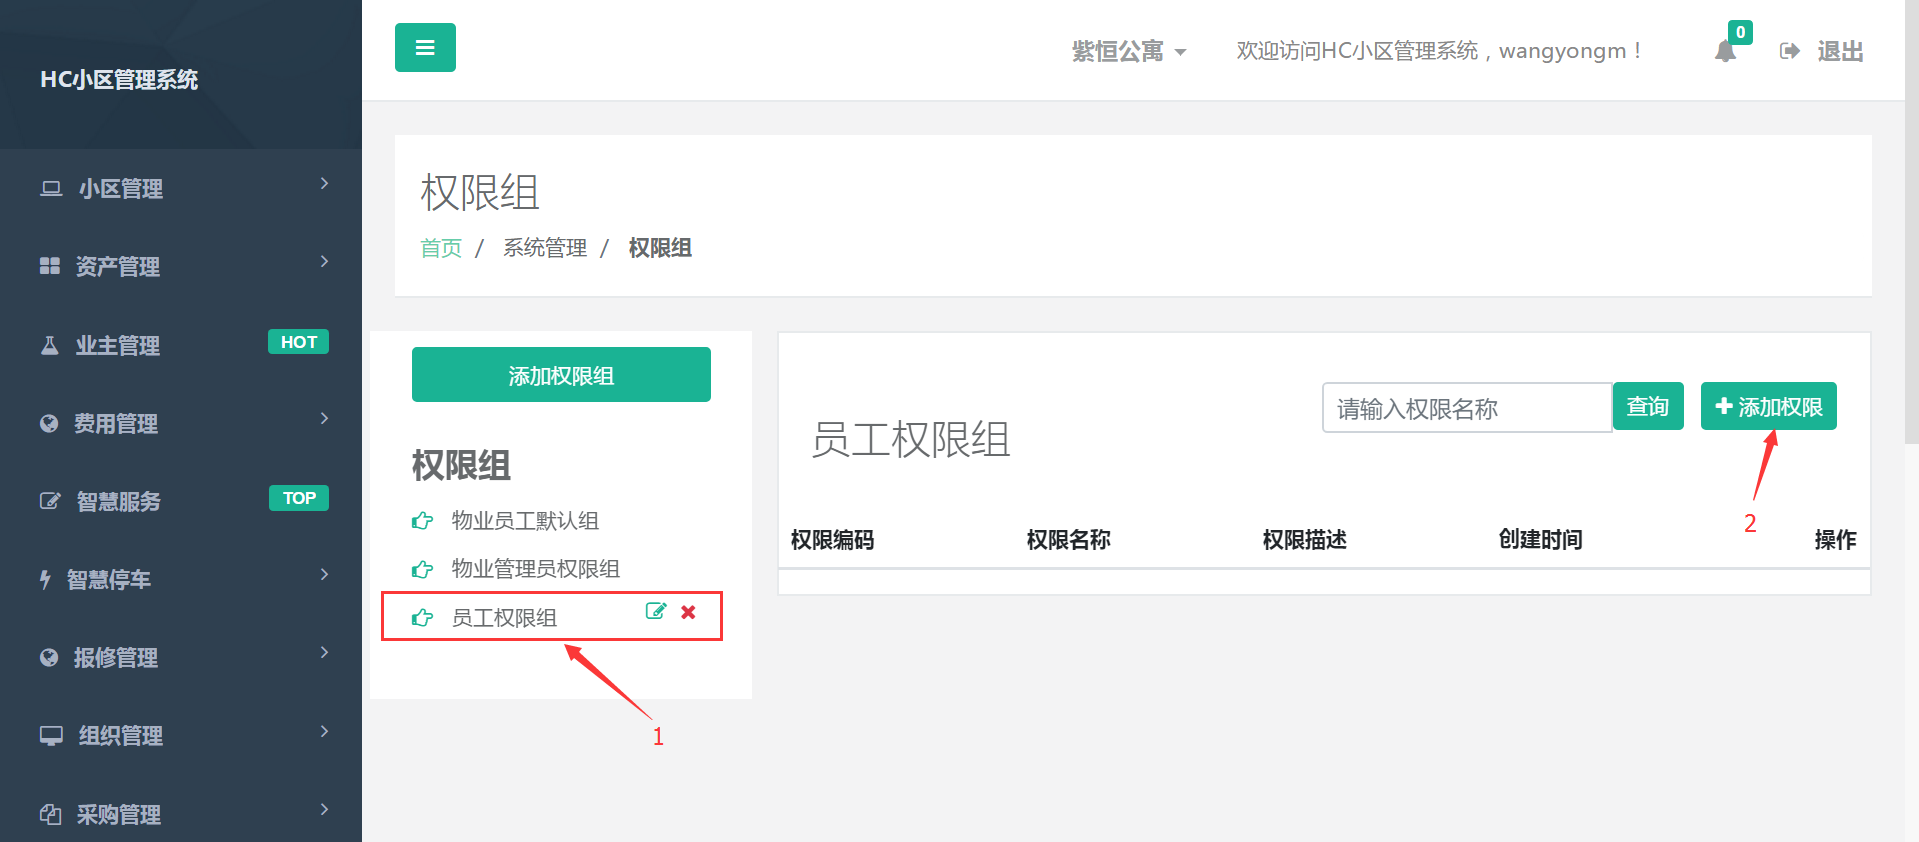 HC小区管理系统
紫恒公寓
欢迎访问HC小区管理系统，wangyongm！
0
退出
小区管理
资产管理
业主管理 HOT
费用管理
智慧服务 TOP
智慧停车
报修管理
组织管理
采购管理
权限组
首页 / 系统管理 / 权限组
添加权限组
权限组
物业员工默认组
物业管理员权限组
员工权限组
1
员工权限组
请输入权限名称 查询 添加权限
2
权限编码 权限名称 权限描述 创建时间 操作